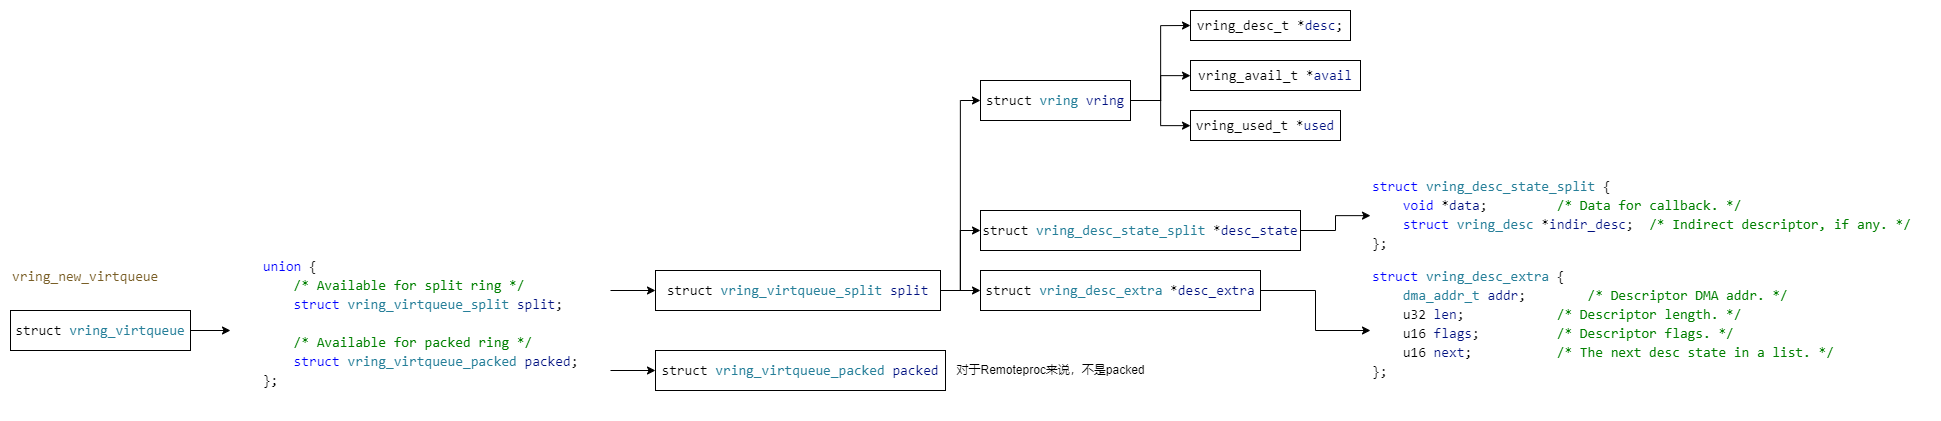 vring_desc_t *desc;
vring_avail_t *avail
struct vring vring
vring_used_t *used
struct vring_desc_state_split {
void *data; /* Data for callback. */
struct vring_desc *indir_desc; /* Indirect descriptor, if any. */
};
struct vring_desc_state_split *desc_state
vring_new_virtqueue
struct vring_virtqueue
union {
/* Available for split ring */
struct vring_virtqueue_split split;
/* Available for packed ring */
struct vring_virtqueue_packed packed;
};
struct vring_virtqueue_split split
struct vring_desc_extra *desc_extra
struct vring_desc_extra {
dma_addr_t addr; /* Descriptor DMA addr. */
u32 len; /* Descriptor length. */
u16 flags; /* Descriptor flags. */
u16 next; /* The next desc state in a list. */
};
struct vring_virtqueue_packed packed
对于Remoteproc来说，不是packed